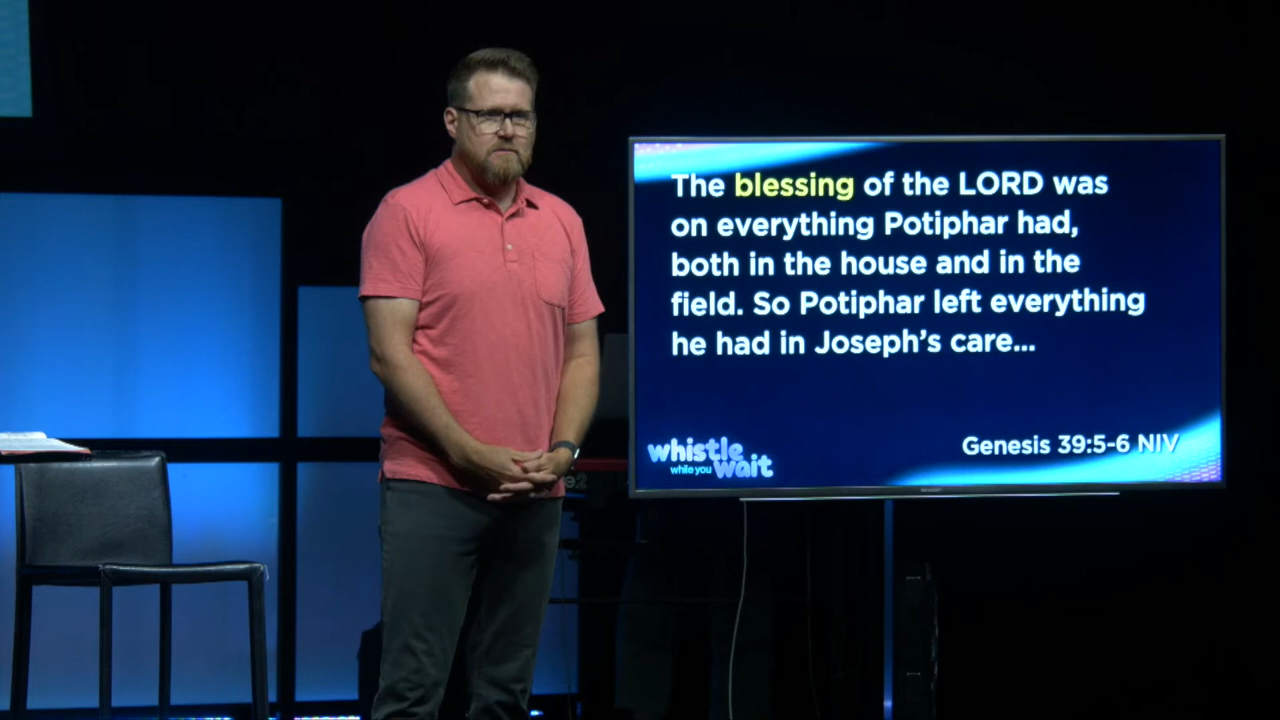 The blessing of the LORD was
on everything Potiphar had,
both in the house and in the
field. So Potiphar left everything
he had in Joseph's care...
whistle
while you wait
Genesis 39:5-6 NIV